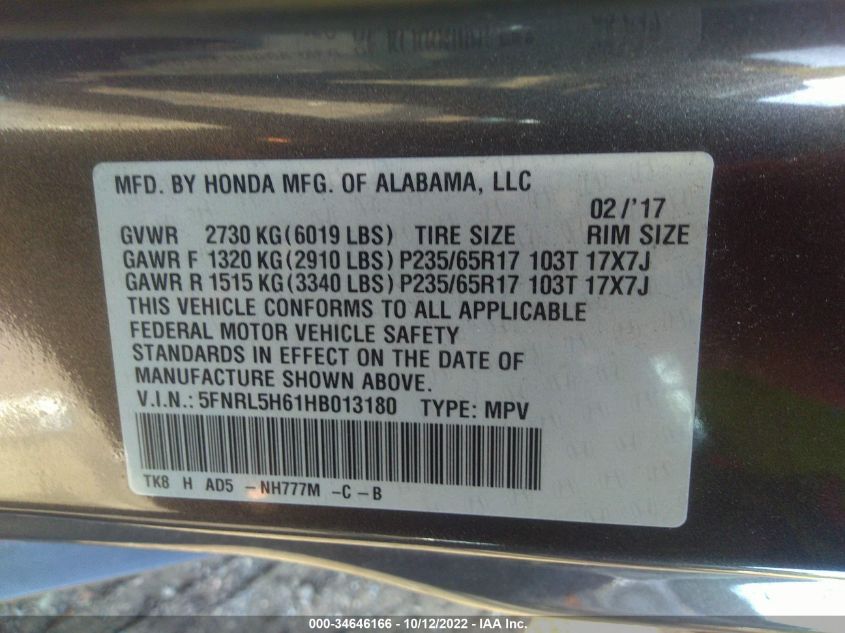 MFD. BY HONDA MFG. OF ALABAMA, LLC
02/'17
GVWR 2730 KG(6019 LBS) TIRE SIZE RIM SIZE
GAWR F 1320 KG(2910 LBS) P235/65R17 103T 17X7J
GAWR R 1515 KG(3340 LBS) P235/65R17 103T 17X7J
THIS VEHICLE CONFORMS TO ALL APPLICABLE
FEDERAL MOTOR VEHICLE SAFETY
STANDARDS IN EFFECT ON THE DATE OF
MANUFACTURE SHOWN ABOVE.
V.I.N.: 5FNRL5H61HB013180 TYPE: MPV
TK8 H AD5 -NH777M -C-B
000-34646166 - 10/12/2022 - IAA Inc.